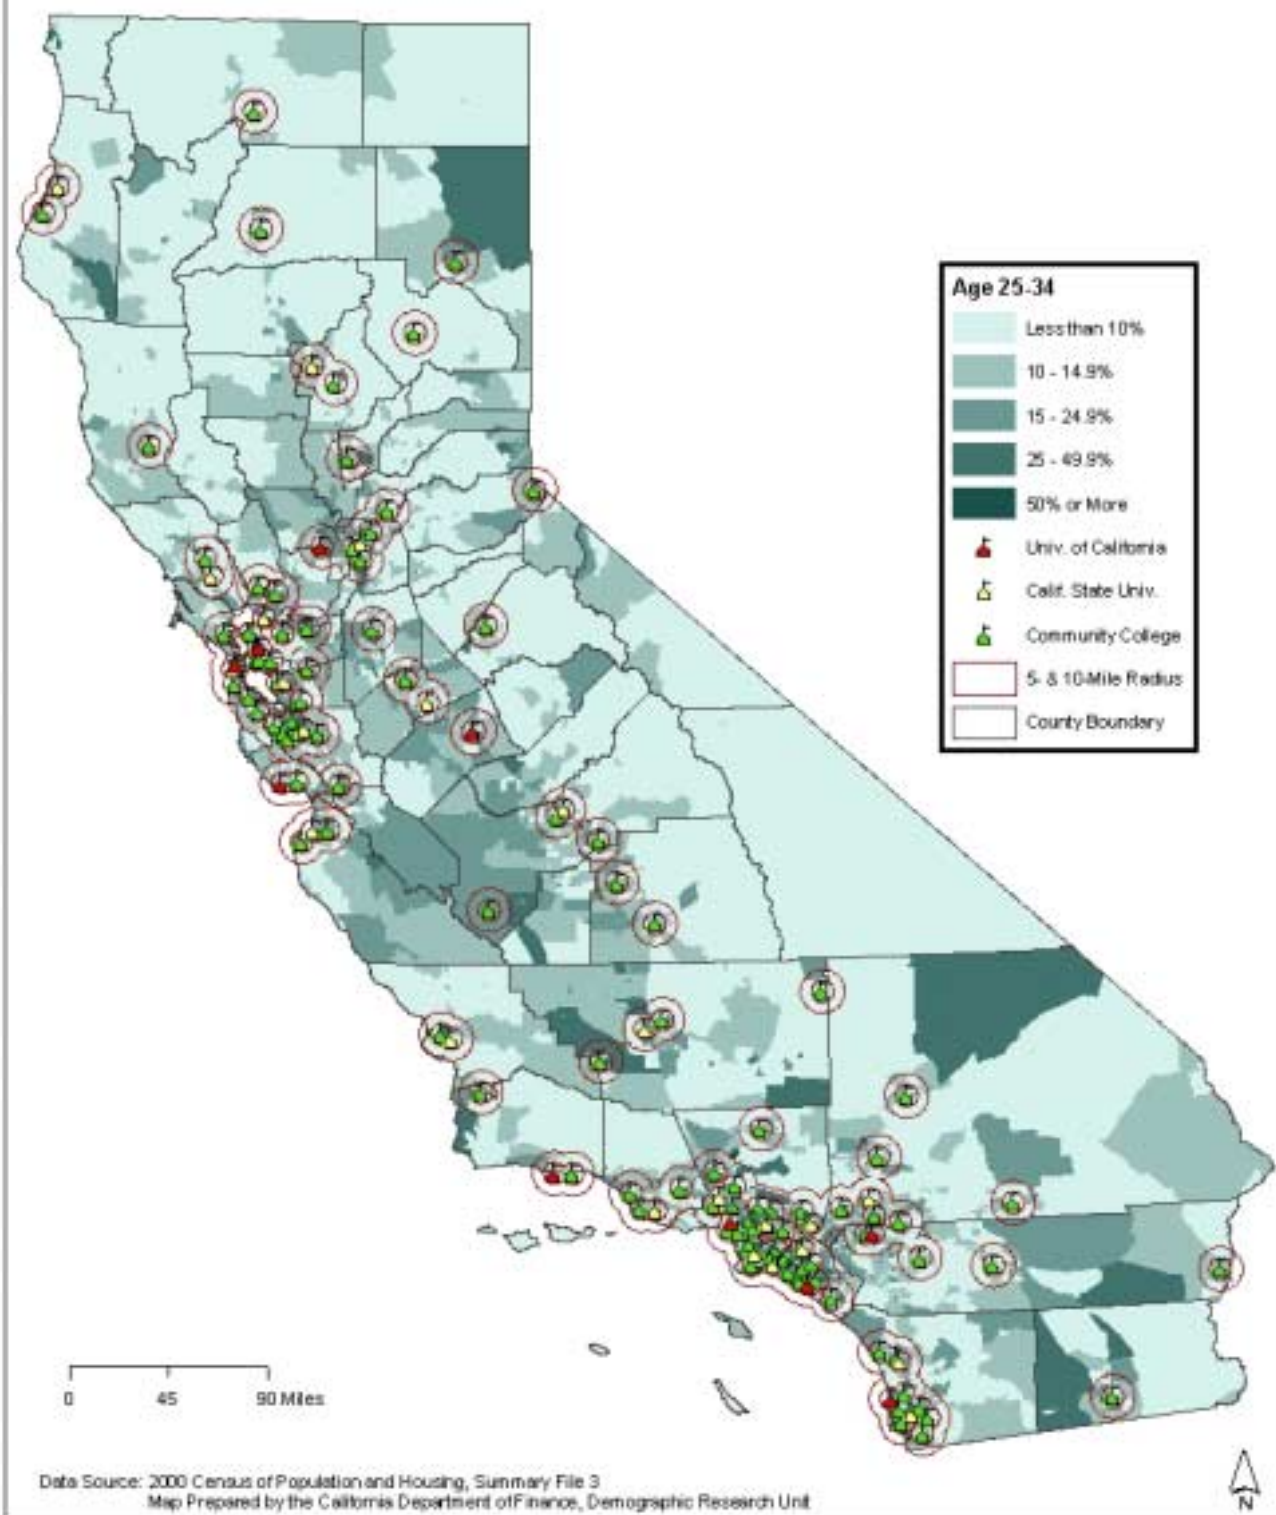 Age 25-34
Less than 10%
10 - 14.9%
15 - 24.9%
25 - 49.9%
50% or More
Univ. of California
Calif. State Univ.
Community College
5- & 10-Mile Radius
County Boundary
0 45 90 Miles
Data Source: 2000 Census of Population and Housing, Summary File 3
Map Prepared by the California Department of Finance, Demographic Research Unit
N